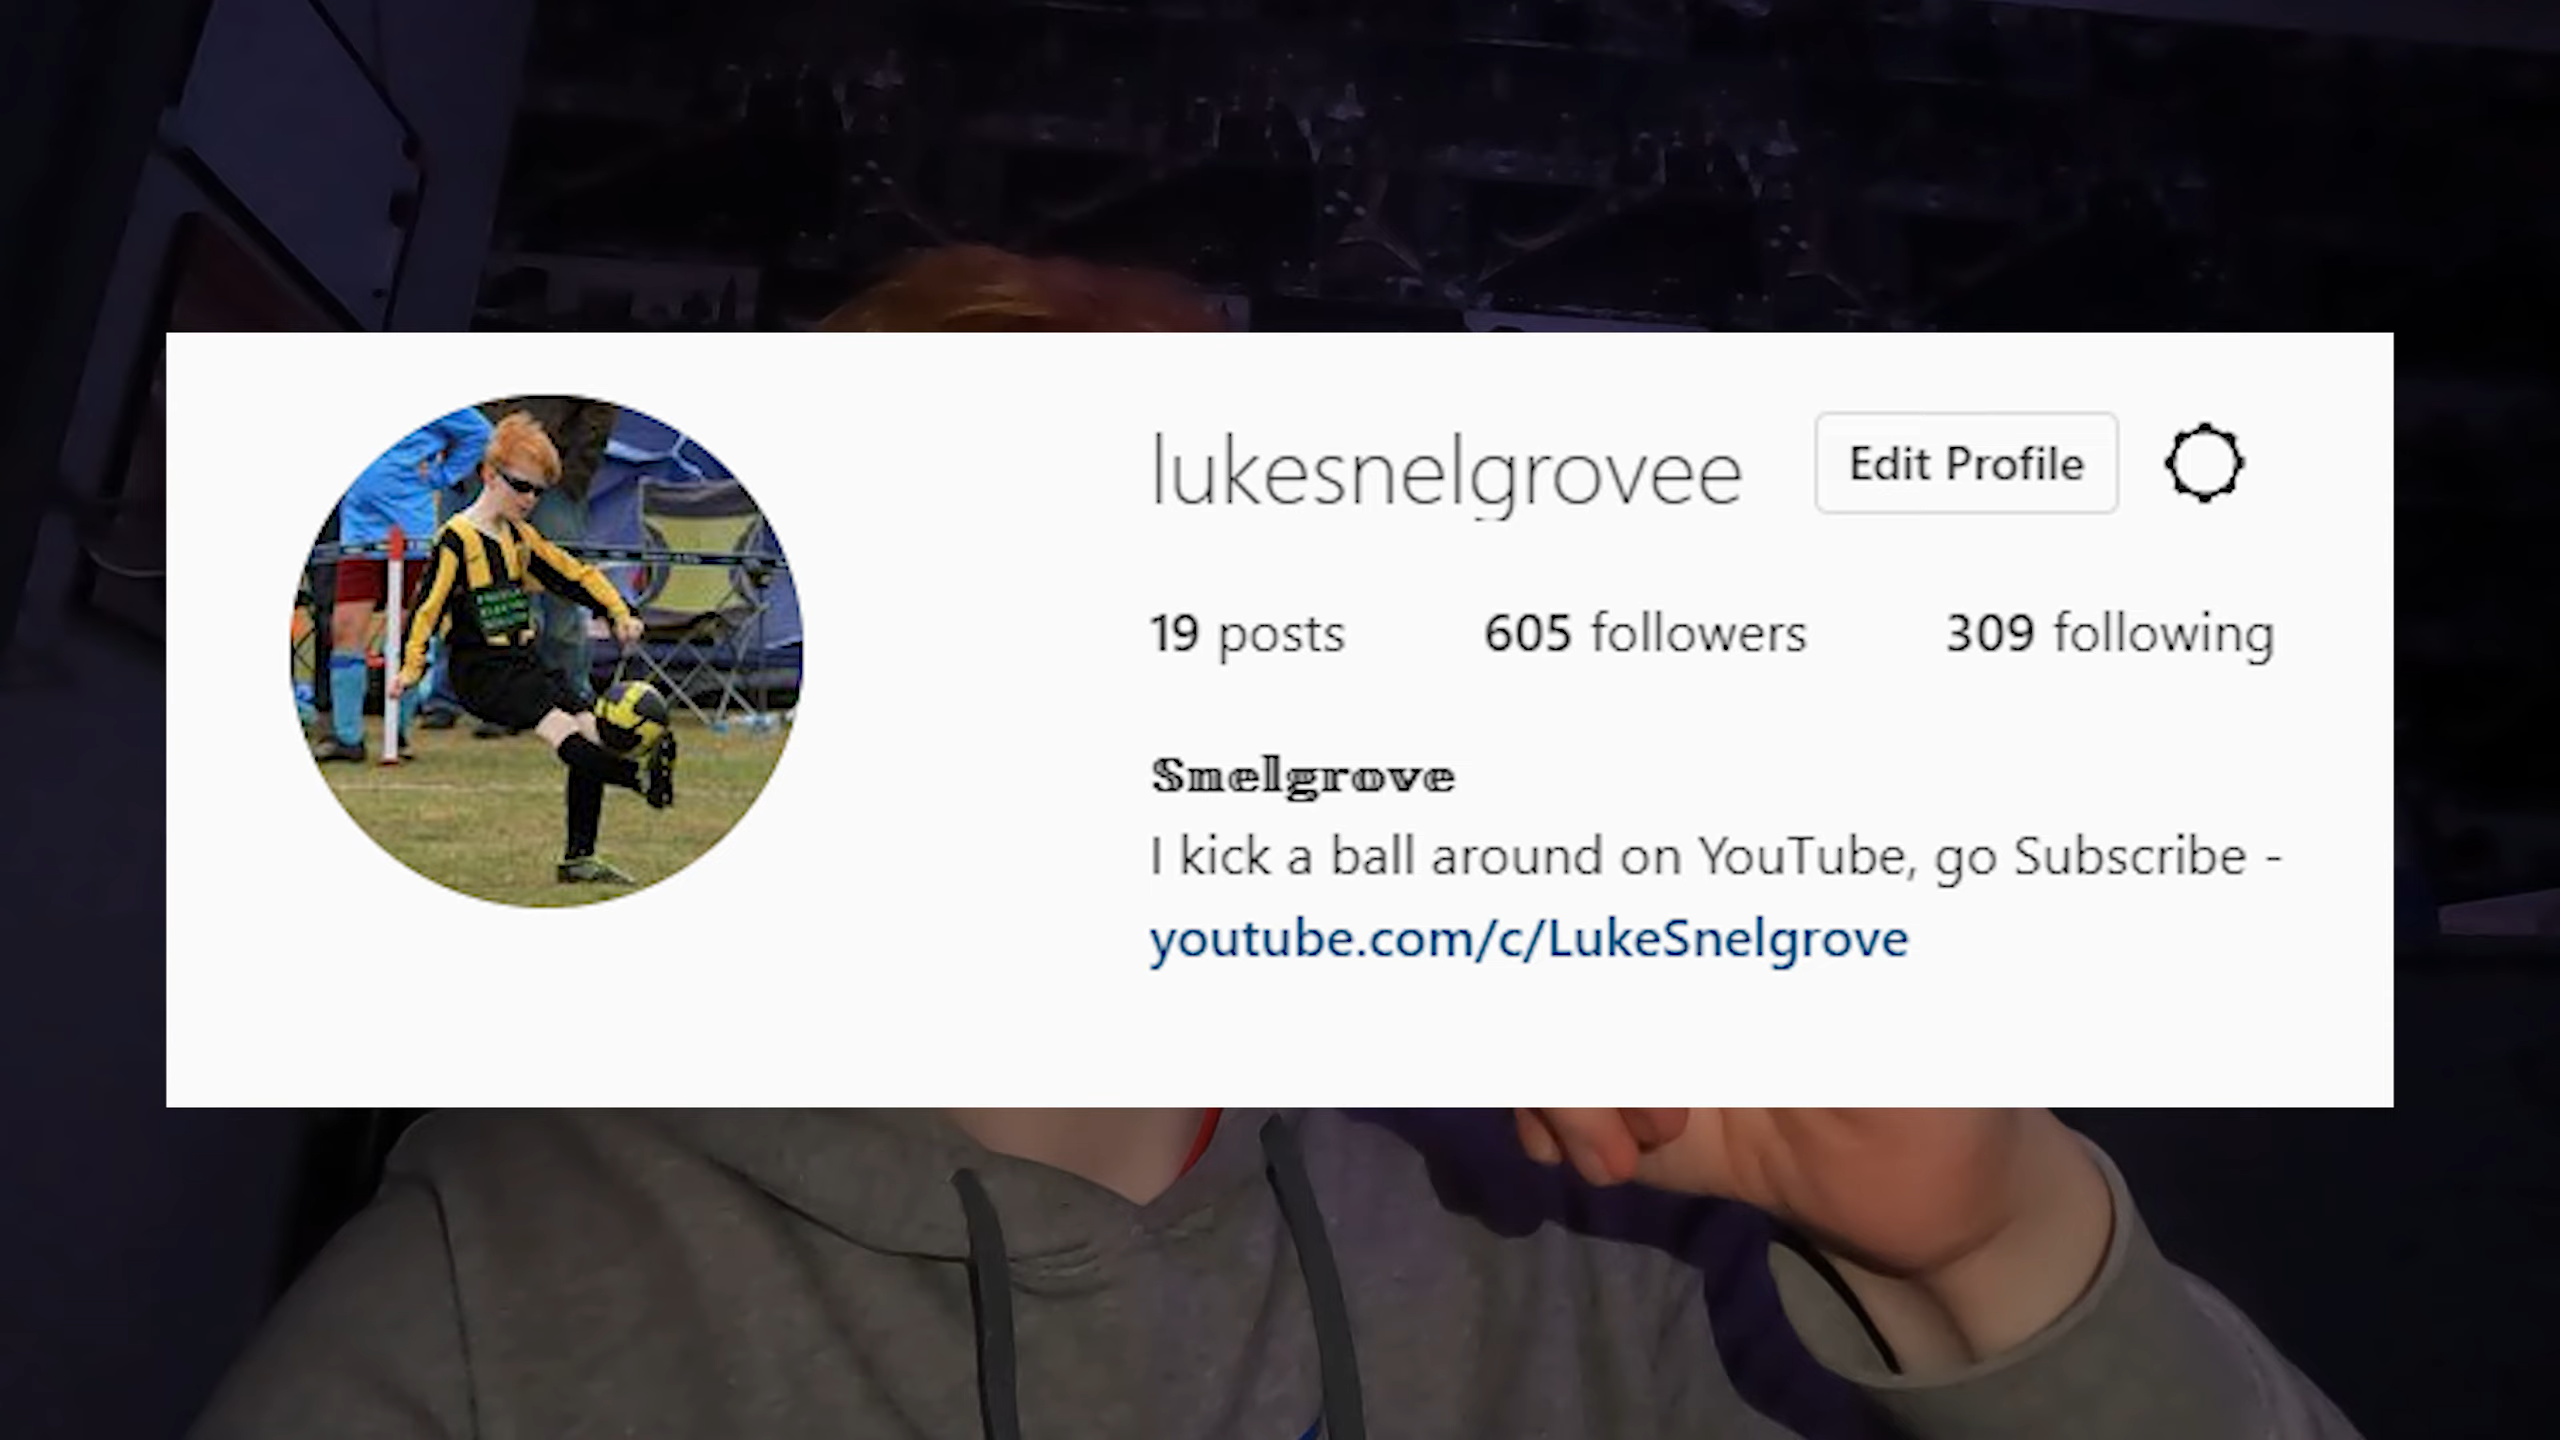 lukesnelgrovee Edit Profile
19 posts 605 followers 309 following
Snelgrove
I kick a ball around on YouTube, go Subscribe -
youtube.com/c/LukeSnelgrove